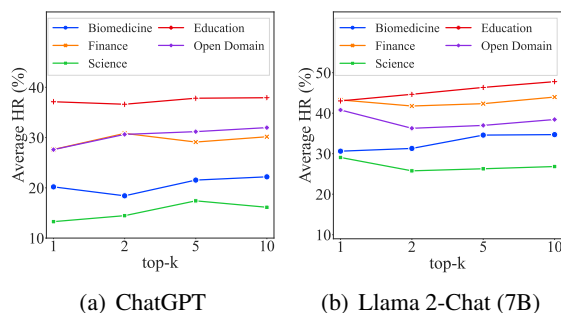 Biomedicine
Finance
Science
Education
Open Domain
Average HR (%)
40
30
20
10
1
2
5
10
top-k
(a) ChatGPT
Biomedicine
Finance
Science
Education
Open Domain
Average HR (%)
50
40
30
20
10
1
2
5
10
top-k
(b) Llama 2-Chat (7B)